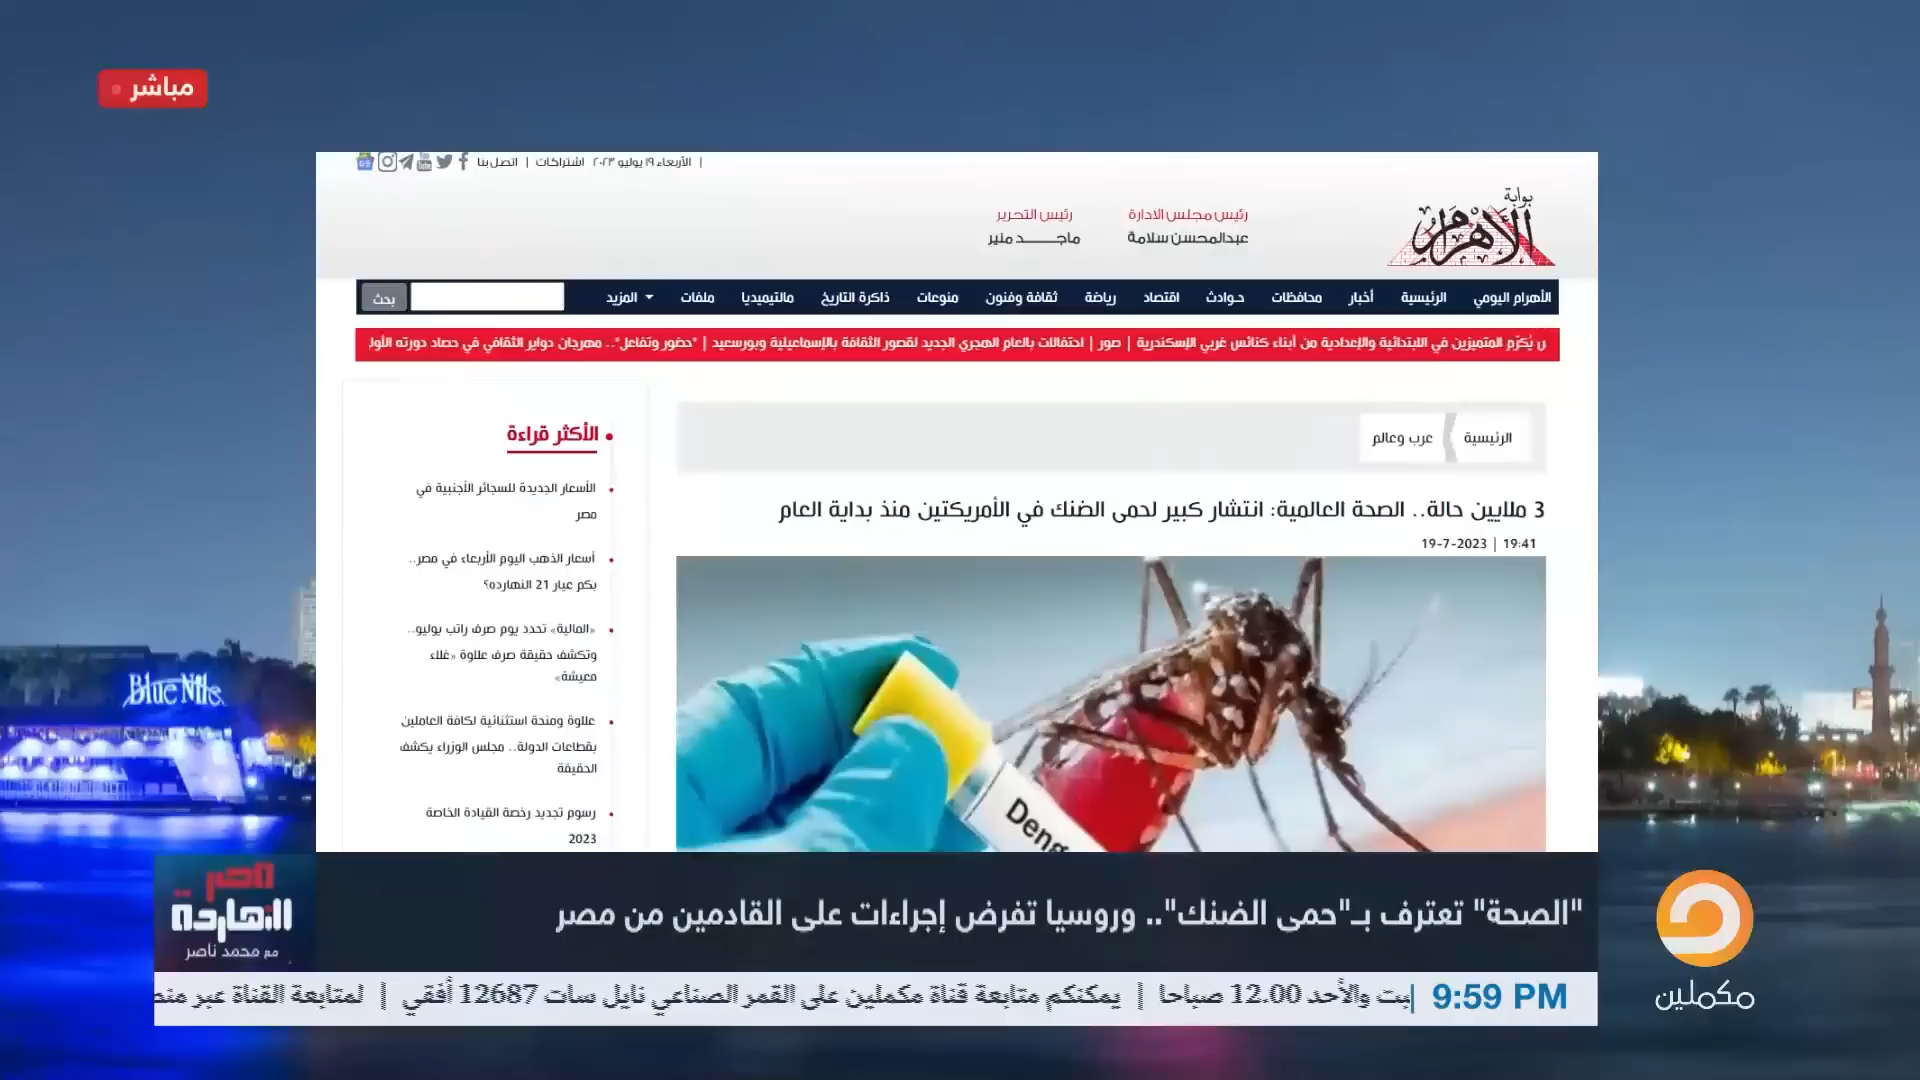 مباشر
| الأربعاء ١٩ يوليو ٢٠٢٣ اشتراكات | اتصل بنا
بوابة
الأهرام
رئيس مجلس الادارة
عبدالمحسن سلامة
رئيس التحرير
ماجــــــد منير
الأهرام اليومي الرئيسية أخبار محافظات حوادث اقتصاد رياضة ثقافة وفنون منوعات ذاكرة التاريخ مالتيميديا ملفات المزيد بحث
يُكرّم المتميزين في الابتدائية والإعدادية من أبناء كنائس غربي الإسكندرية | صور | احتفالات بالعام الهجري الجديد لقصور الثقافة بالإسماعيلية وبورسعيد | "حضور وتفاعل".. مهرجان دواير الثقافي في حصاد دورته
الرئيسية عرب وعالم
3 ملايين حالة.. الصحة العالمية: انتشار كبير لحمى الضنك في الأمريكتين منذ بداية العام
19-7-2023 | 19:41
Deng
الأكثر قراءة
الأسعار الجديدة للسجائر الأجنبية في
مصر
أسعار الذهب اليوم الأربعاء في مصر..
بكم عيار 21 النهارده؟
«المالية» تحدد يوم صرف راتب يوليو..
وتكشف حقيقة صرف علاوة «غلاء
معيشة»
علاوة ومنحة استثنائية لكافة العاملين
بقطاعات الدولة.. مجلس الوزراء يكشف
الحقيقة
رسوم تجديد رخصة القيادة الخاصة
2023
Blue Nile
"الصحة" تعترف بـ"حمى الضنك".. وروسيا تفرض إجراءات على القادمين من مصر
مصر
النهاردة
مع محمد ناصر
9:59 PM
والأحد 12.00 صباحا | يمكنكم متابعة قناة مكملين على القمر الصناعي نايل سات 12687 أفقي | لمتابعة القناة عبر
مكملين